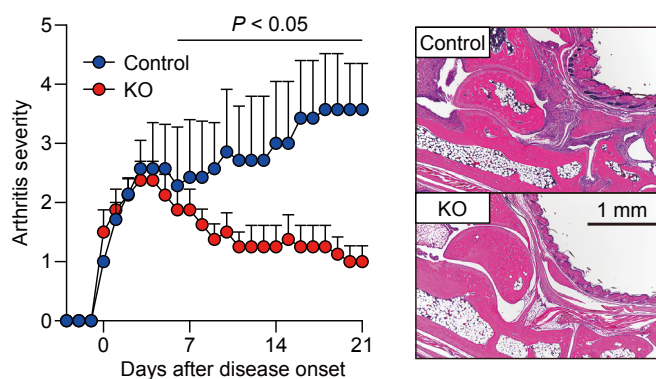 P < 0.05
Control
KO
Arthritis severity
5
4
3
2
1
0
0 7 14 21
Days after disease onset
Control
KO
1 mm